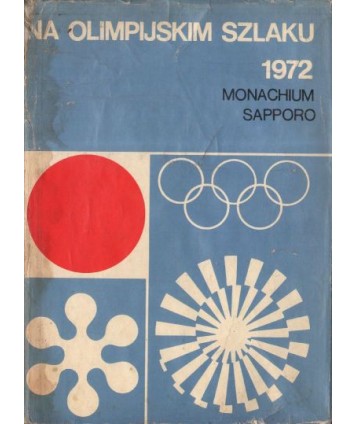 NA OLIMPIJSKIM SZLAKU
1972
MONACHIUM
SAPPORO